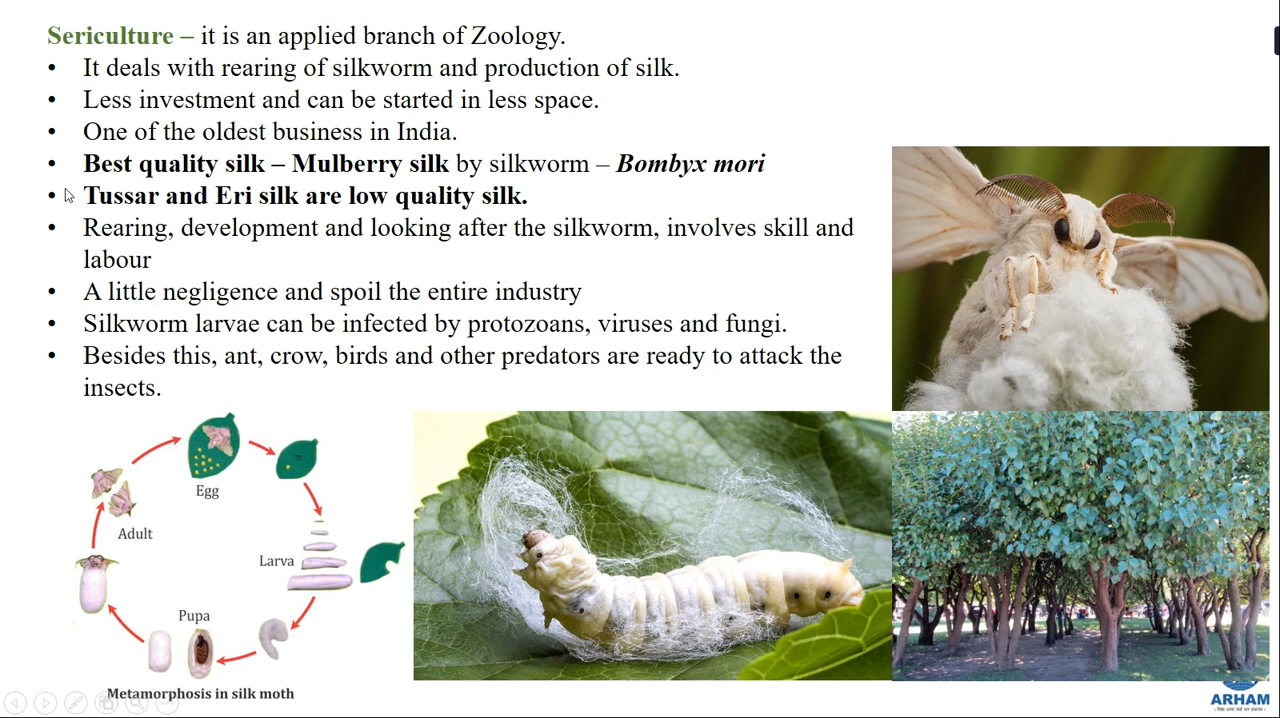 Sericulture – it is an applied branch of Zoology.
• It deals with rearing of silkworm and production of silk.
• Less investment and can be started in less space.
• One of the oldest business in India.
• Best quality silk – Mulberry silk by silkworm – Bombyx mori
• Tussar and Eri silk are low quality silk.
• Rearing, development and looking after the silkworm, involves skill and
labour
• A little negligence and spoil the entire industry
• Silkworm larvae can be infected by protozoans, viruses and fungi.
• Besides this, ant, crow, birds and other predators are ready to attack the
insects.
Egg
Adult
Larva
Pupa
Metamorphosis in silk moth
ARHAM